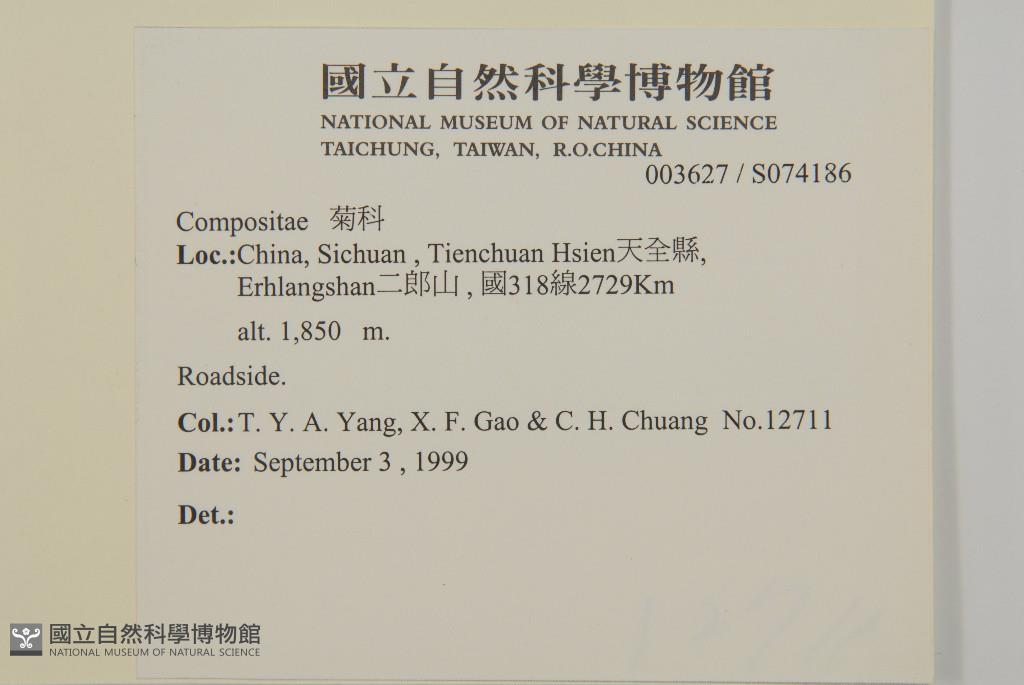 國立自然科學博物館
NATIONAL MUSEUM OF NATURAL SCIENCE
TAICHUNG, TAIWAN, R.O.CHINA
003627 / S074186
Compositae 菊科
Loc.:China, Sichuan , Tienchuan Hsien天全縣,
Erhlangshan二郎山 , 國318線2729Km
alt. 1,850 m.
Roadside.
Col.:T. Y. A. Yang, X. F. Gao & C. H. Chuang No.12711
Date: September 3 , 1999
Det.:
國立自然科學博物館
NATIONAL MUSEUM OF NATURAL SCIENCE